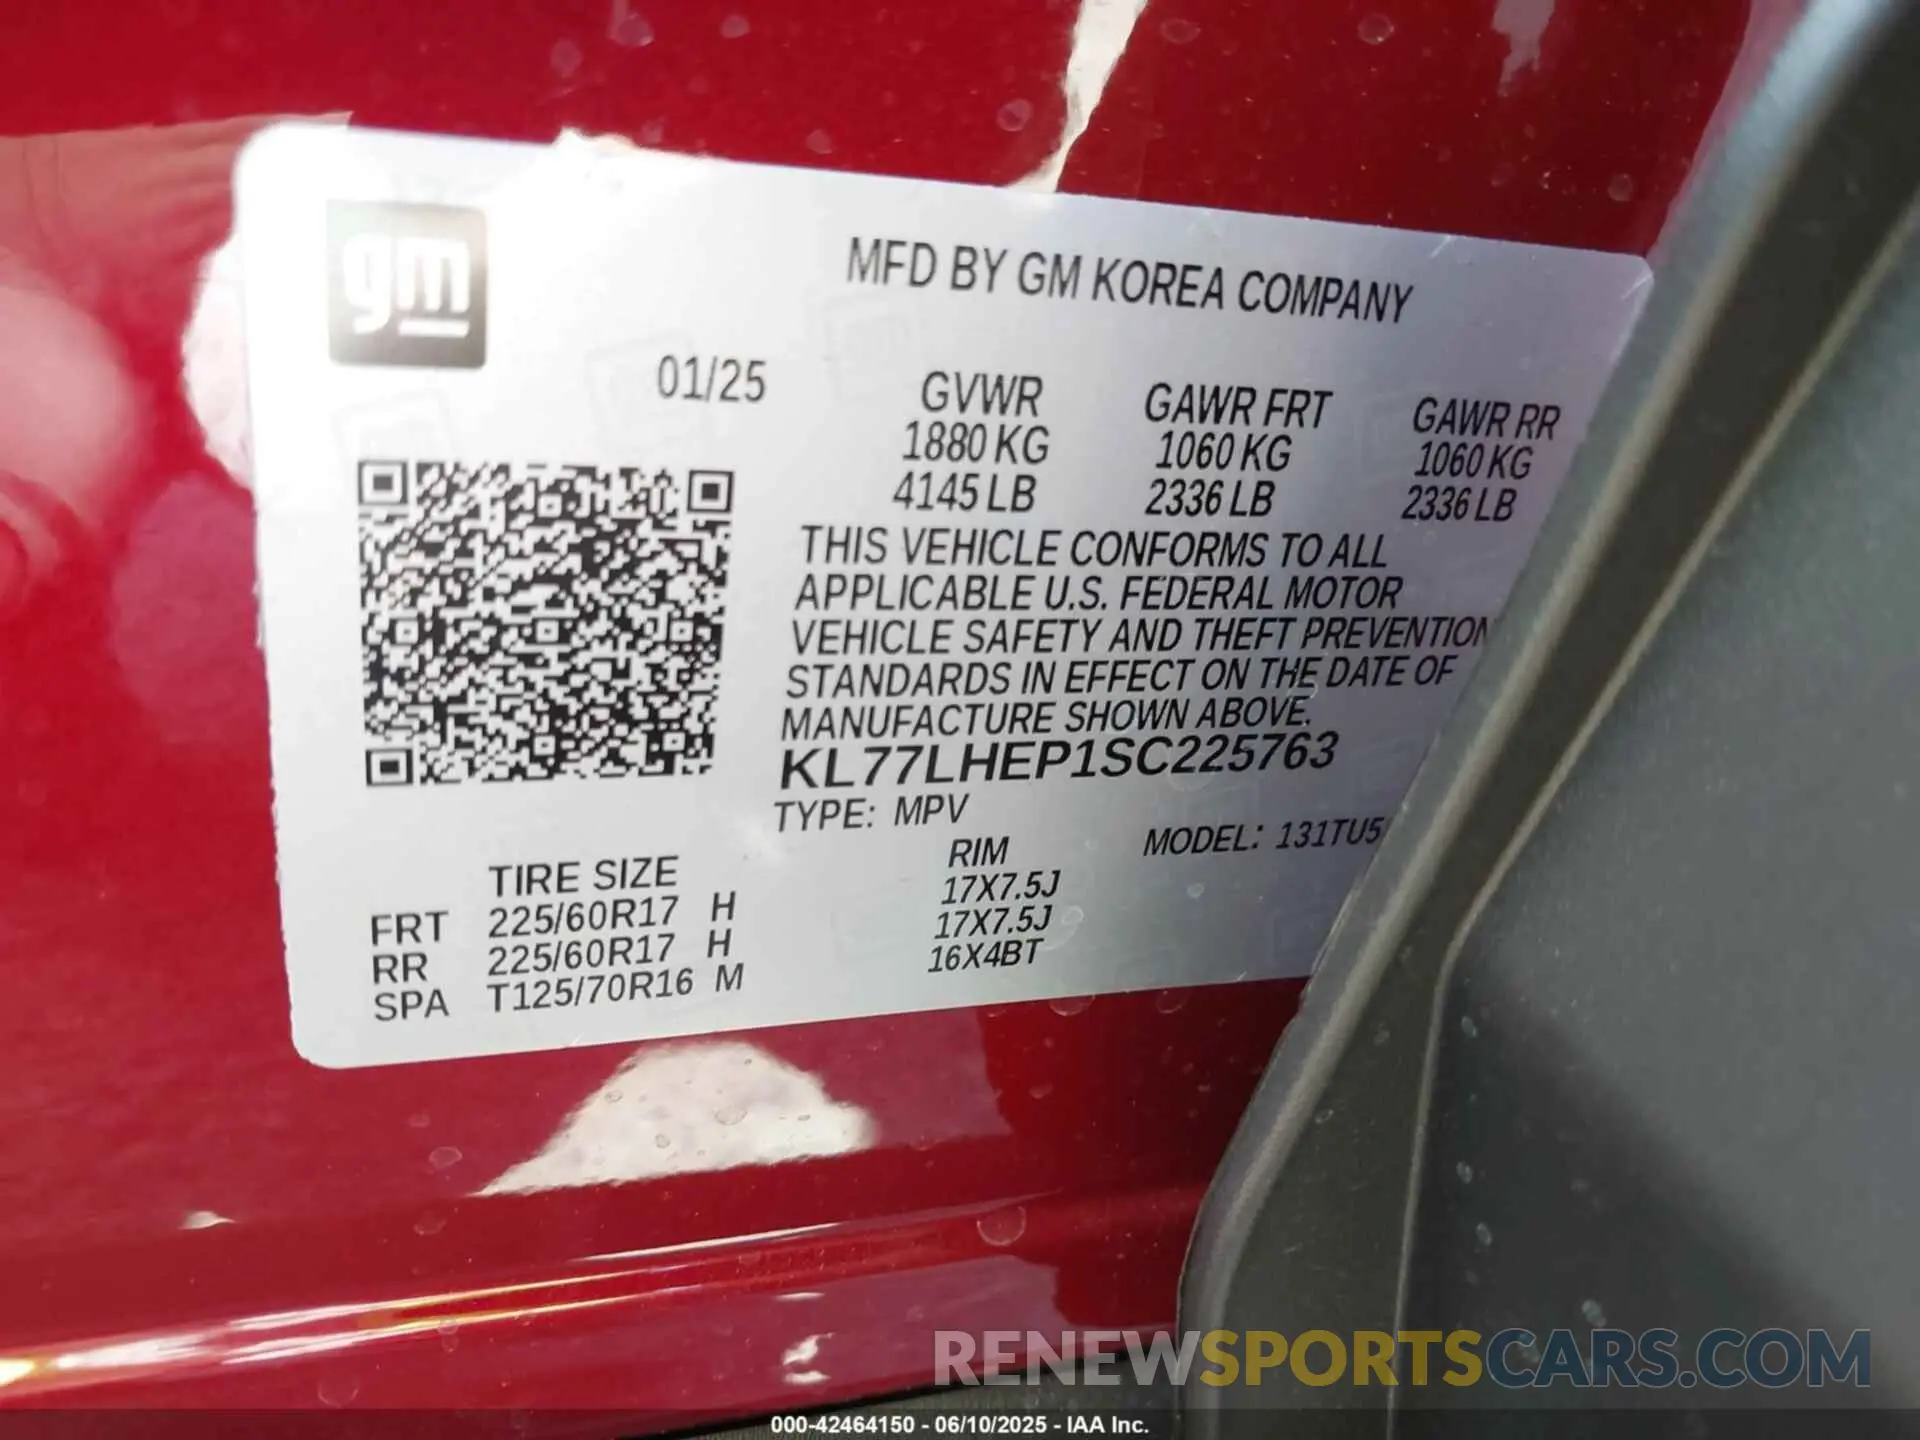 gm
MFD BY GM KOREA COMPANY
01/25
GVWR GAWR FRT GAWR RR
1880 KG 1060 KG 1060 KG
4145 LB 2336 LB 2336 LB
THIS VEHICLE CONFORMS TO ALL
APPLICABLE U.S. FEDERAL MOTOR
VEHICLE SAFETY AND THEFT PREVENTION
STANDARDS IN EFFECT ON THE DATE OF
MANUFACTURE SHOWN ABOVE.
KL77LHEP1SC225763
TYPE: MPV MODEL: 131TU5
TIRE SIZE RIM
FRT 225/60R17 H 17X7.5J
RR 225/60R17 H 17X7.5J
SPA T125/70R16 M 16X4BT
RENEWSPORTSCARS.COM
000-42464150 - 06/10/2025 - IAA Inc.